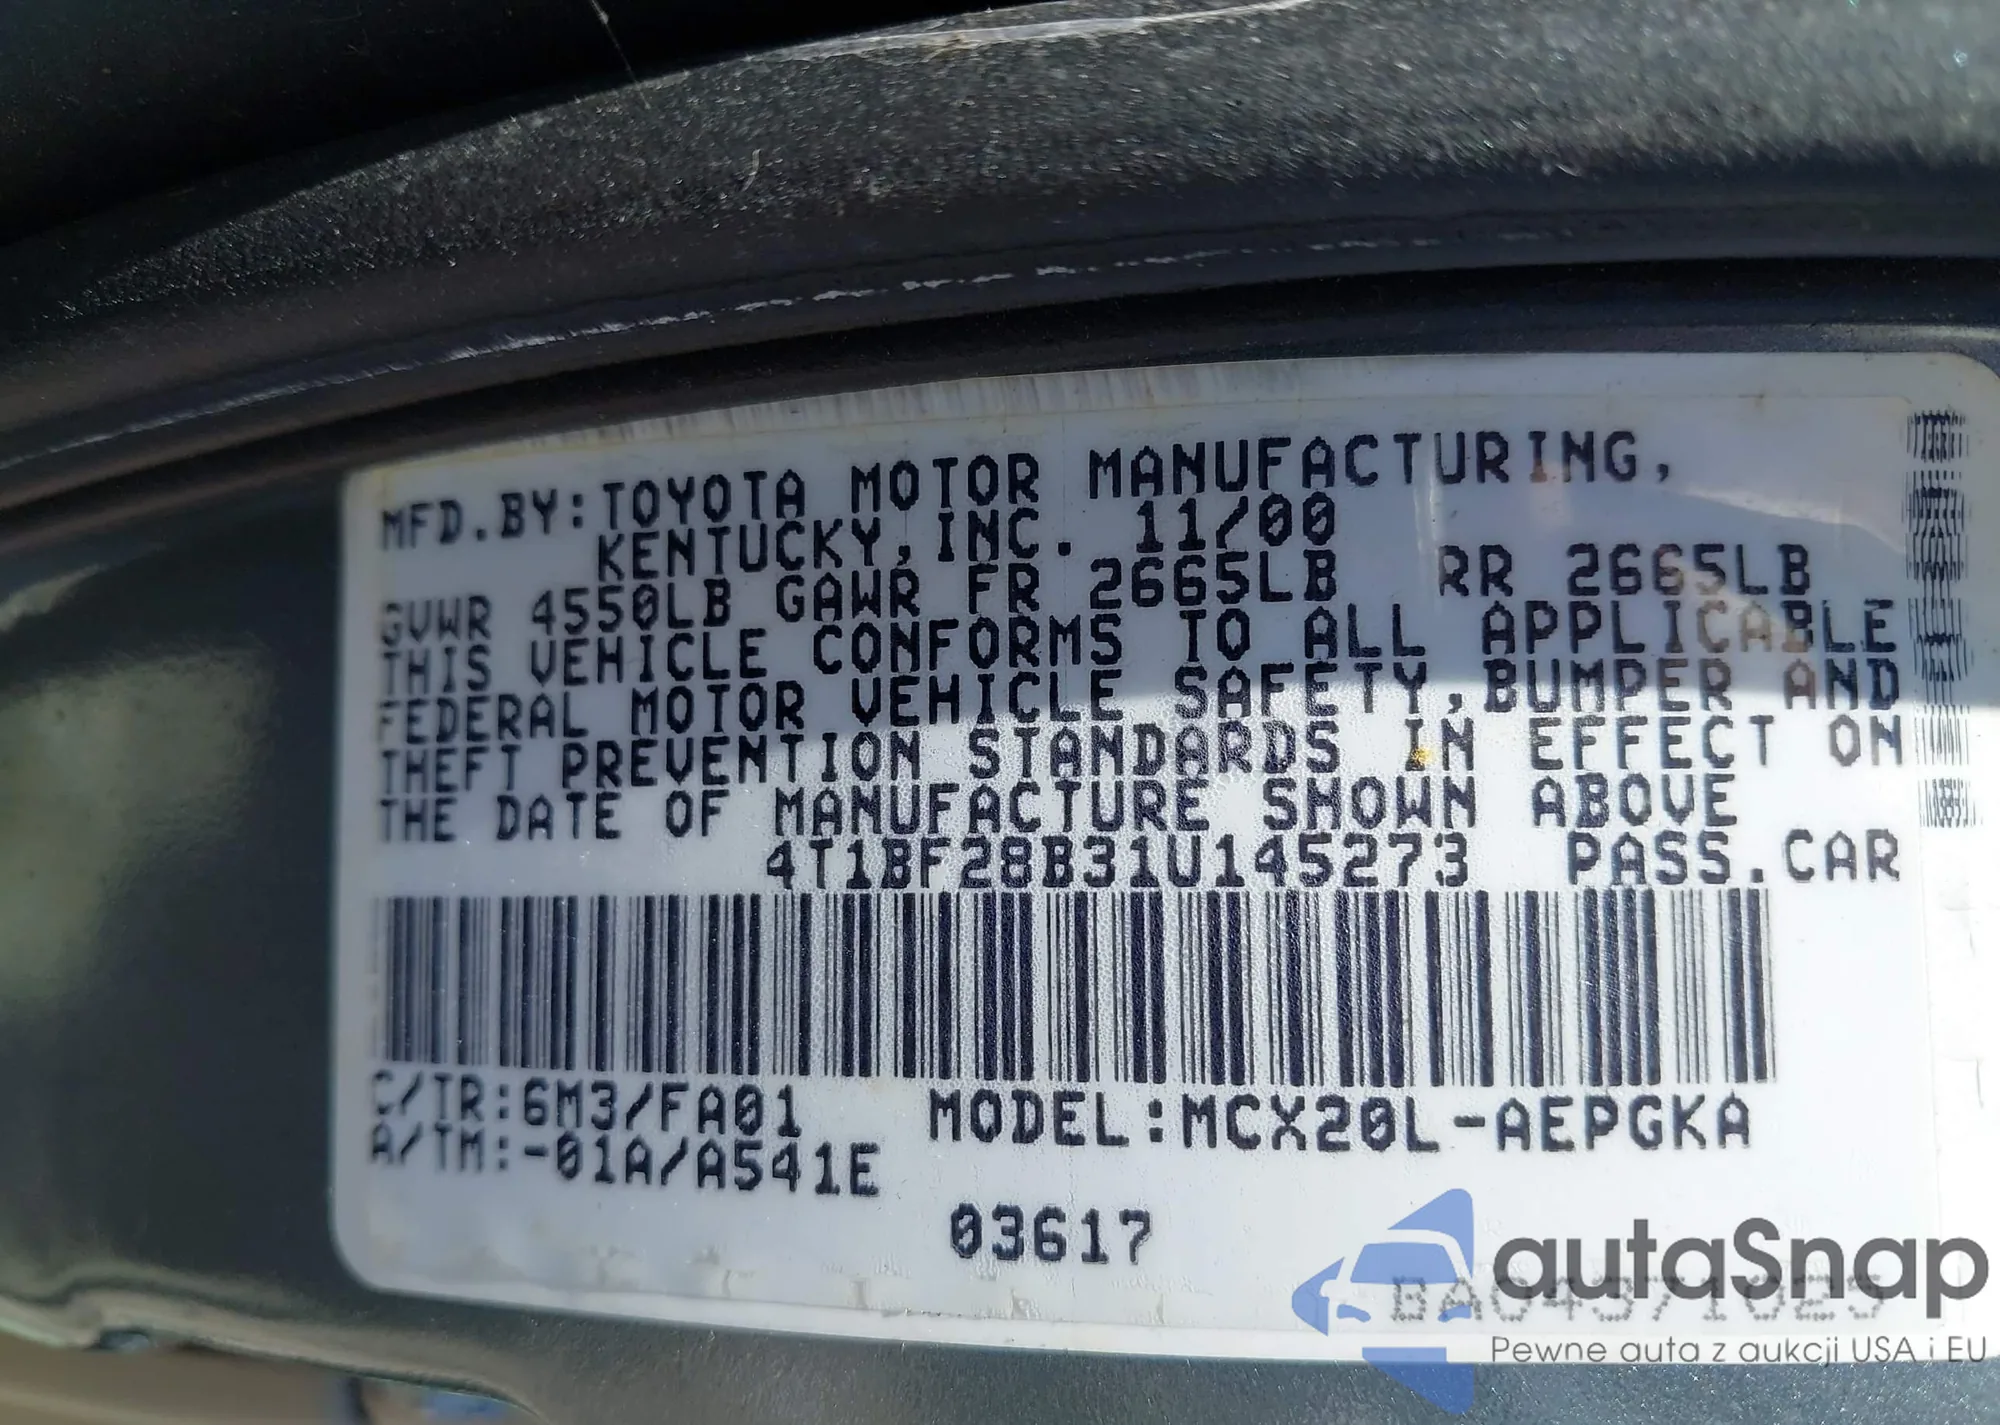 MFD.BY:TOYOTA MOTOR MANUFACTURING,
KENTUCKY,INC. 11/00
GVWR 4550LB GAWR FR 2665LB RR 2665LB
THIS VEHICLE CONFORMS TO ALL APPLICABLE
FEDERAL MOTOR VEHICLE SAFETY,BUMPER AND
THEFT PREVENTION STANDARDS IN EFFECT ON
THE DATE OF MANUFACTURE SHOWN ABOVE
4T1BF28B31U145273 PASS.CAR
C/TR:6M3/FA01 MODEL:MCX20L-AEPGKA
A/TM:-01A/A541E
03617
autaSnap
BA04371025
Pewne auta z aukcji USA i EU